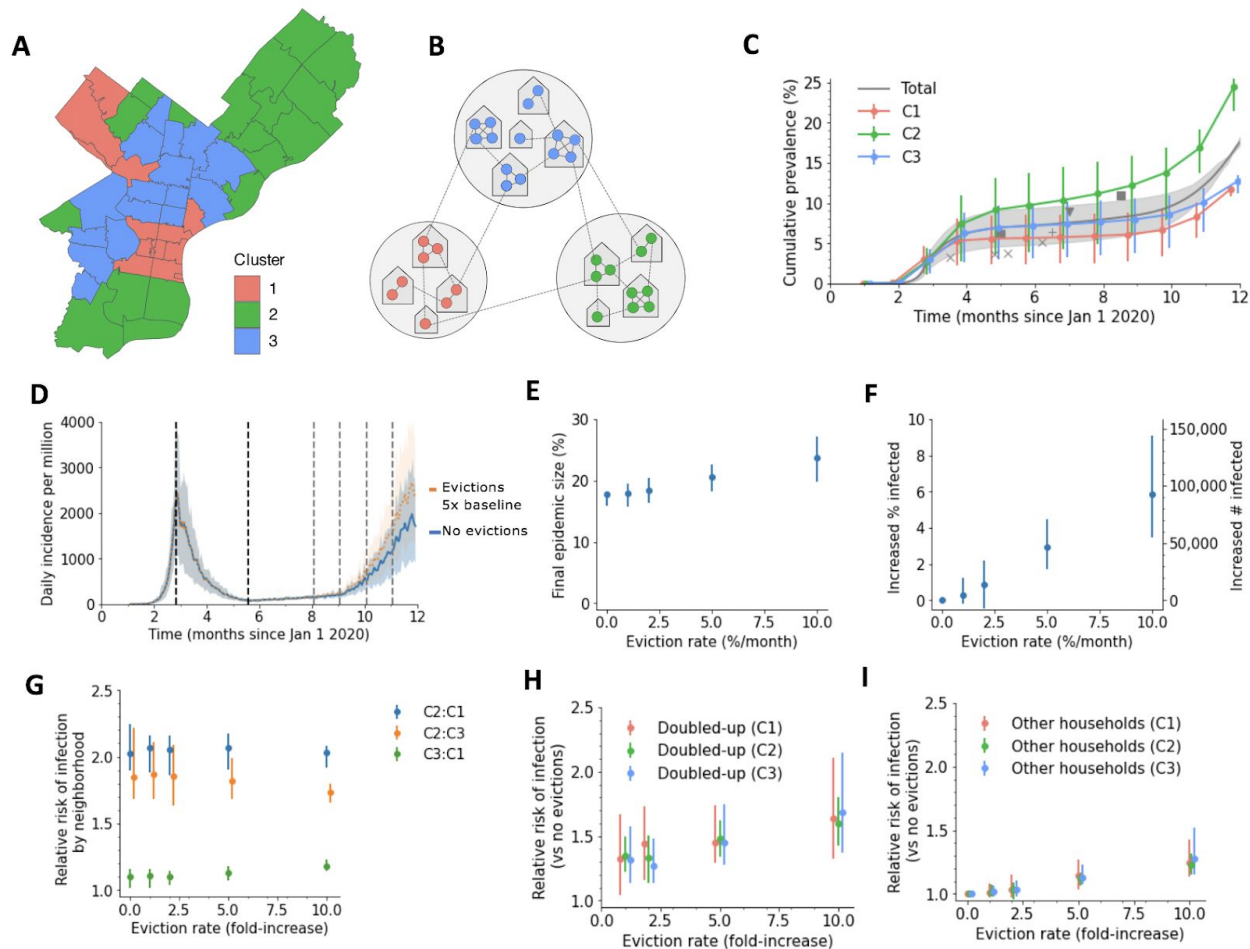 A
Cluster
1
2
3
B
C
Cumulative prevalence (%)
25
20
15
10
5
0
Total
C1
C2
C3
0 2 4 6 8 10 12
Time (months since Jan 1 2020)
D
Daily incidence per million
4000
3000
2000
1000
0
0 2 4 6 8 10 12
Time (months since Jan 1 2020)
Evictions
5x baseline
No evictions
E
Final epidemic size (%)
30
20
10
0
0.0 2.5 5.0 7.5 10.0
Eviction rate (%/month)
F
Increased % infected
10
8
6
4
2
0
150,000
100,000
50,000
0
Increased # infected
0.0 2.5 5.0 7.5 10.0
Eviction rate (%/month)
G
Relative risk of infection
by neighborhood
2.5
2.0
1.5
1.0
C2:C1
C2:C3
C3:C1
0.0 2.5 5.0 7.5 10.0
Eviction rate (fold-increase)
H
Relative risk of infection
(vs no evictions)
2.5
2.0
1.5
1.0
Doubled-up (C1)
Doubled-up (C2)
Doubled-up (C3)
0.0 2.5 5.0 7.5 10.0
Eviction rate (fold-increase)
I
Relative risk of infection
(vs no evictions)
2.5
2.0
1.5
1.0
Other households (C1)
Other households (C2)
Other households (C3)
0.0 2.5 5.0 7.5 10.0
Eviction rate (fold-increase)